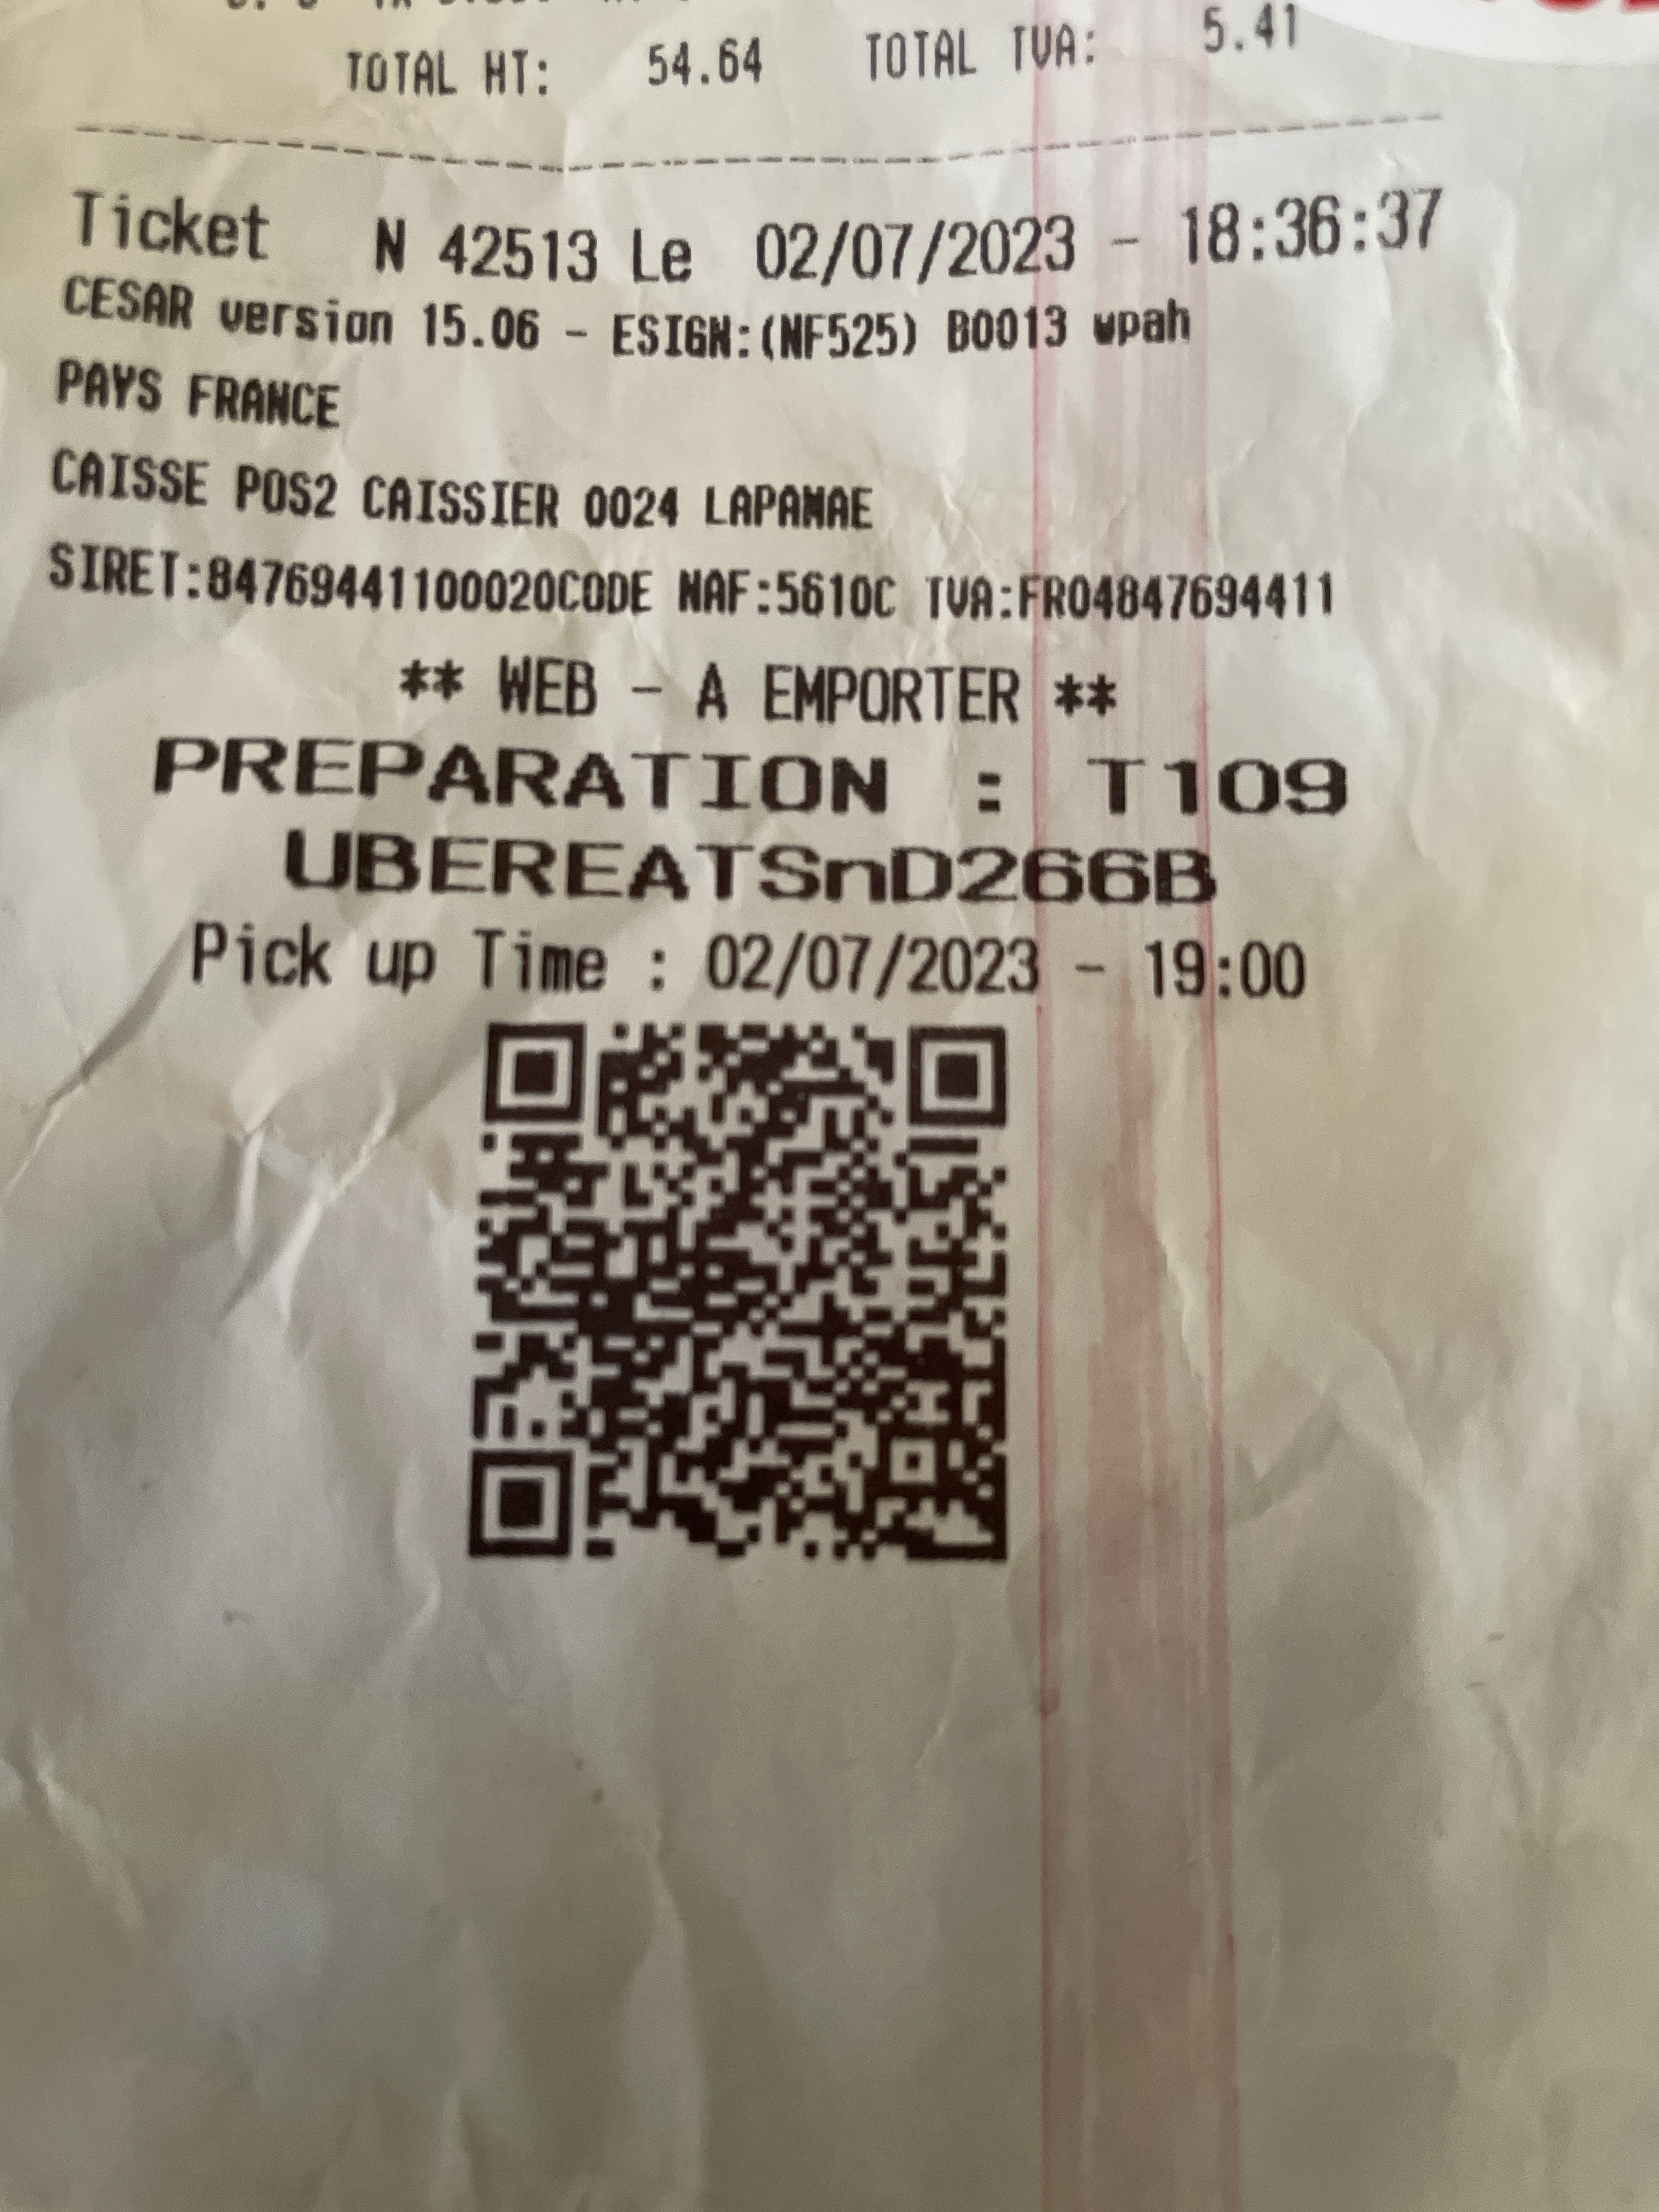 TOTAL HT: 54.64 TOTAL TVA: 5.41
Ticket N 42513 Le 02/07/2023 - 18:36:37
CESAR version 15.06 - ESIGN:(NF525) B0013 wpah
PAYS FRANCE
CAISSE POS2 CAISSIER 0024 LAPANAE
SIRET:84769441100020CODE NAF:5610C TVA:FR04847694411
** WEB - A EMPORTER **
PREPARATION : T109
UBEREATSnD266B
Pick up Time : 02/07/2023 - 19:00